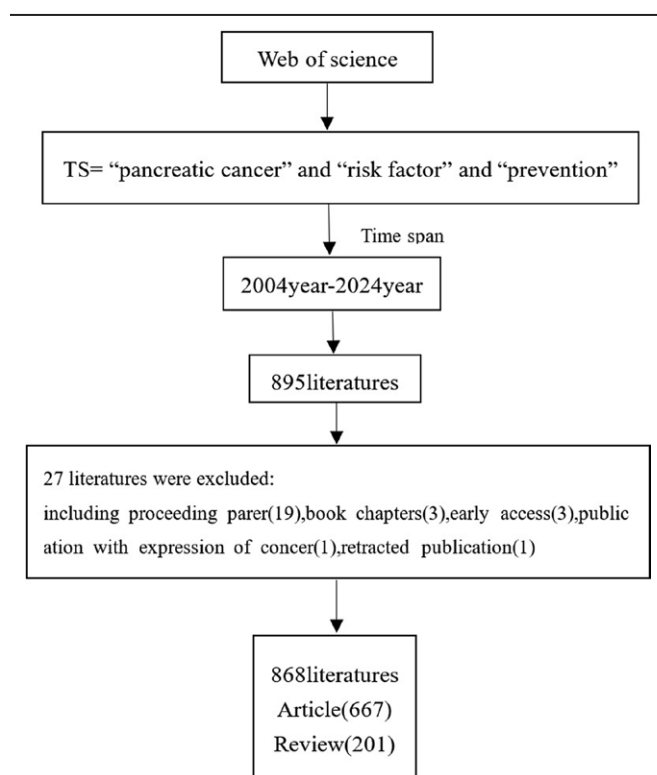 Web of science
TS= “pancreatic cancer” and “risk factor” and “prevention”
Time span
2004year-2024year
895literatures
27 literatures were excluded:
including proceeding parer(19),book chapters(3),early access(3),public
ation with expression of concer(1),retracted publication(1)
868literatures
Article(667)
Review(201)